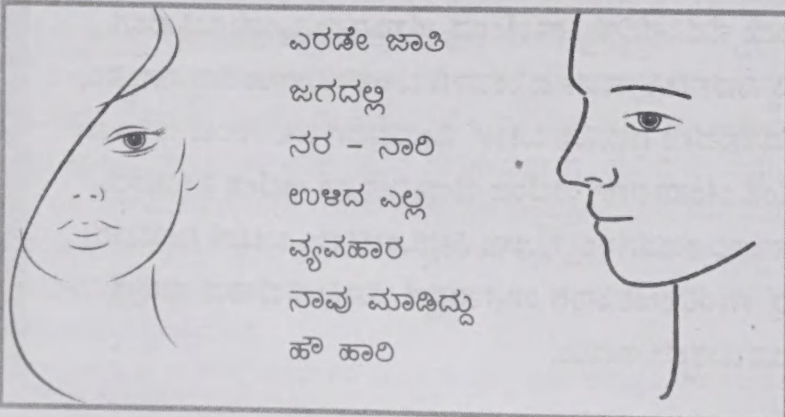 ಎರಡೇ ಜಾತಿ
ಜಗದಲ್ಲಿ
ನರ – ನಾರಿ
ಉಳಿದ ಎಲ್ಲ
ವ್ಯವಹಾರ
ನಾವು ಮಾಡಿದ್ದು
ಹೌ ಹಾರಿ